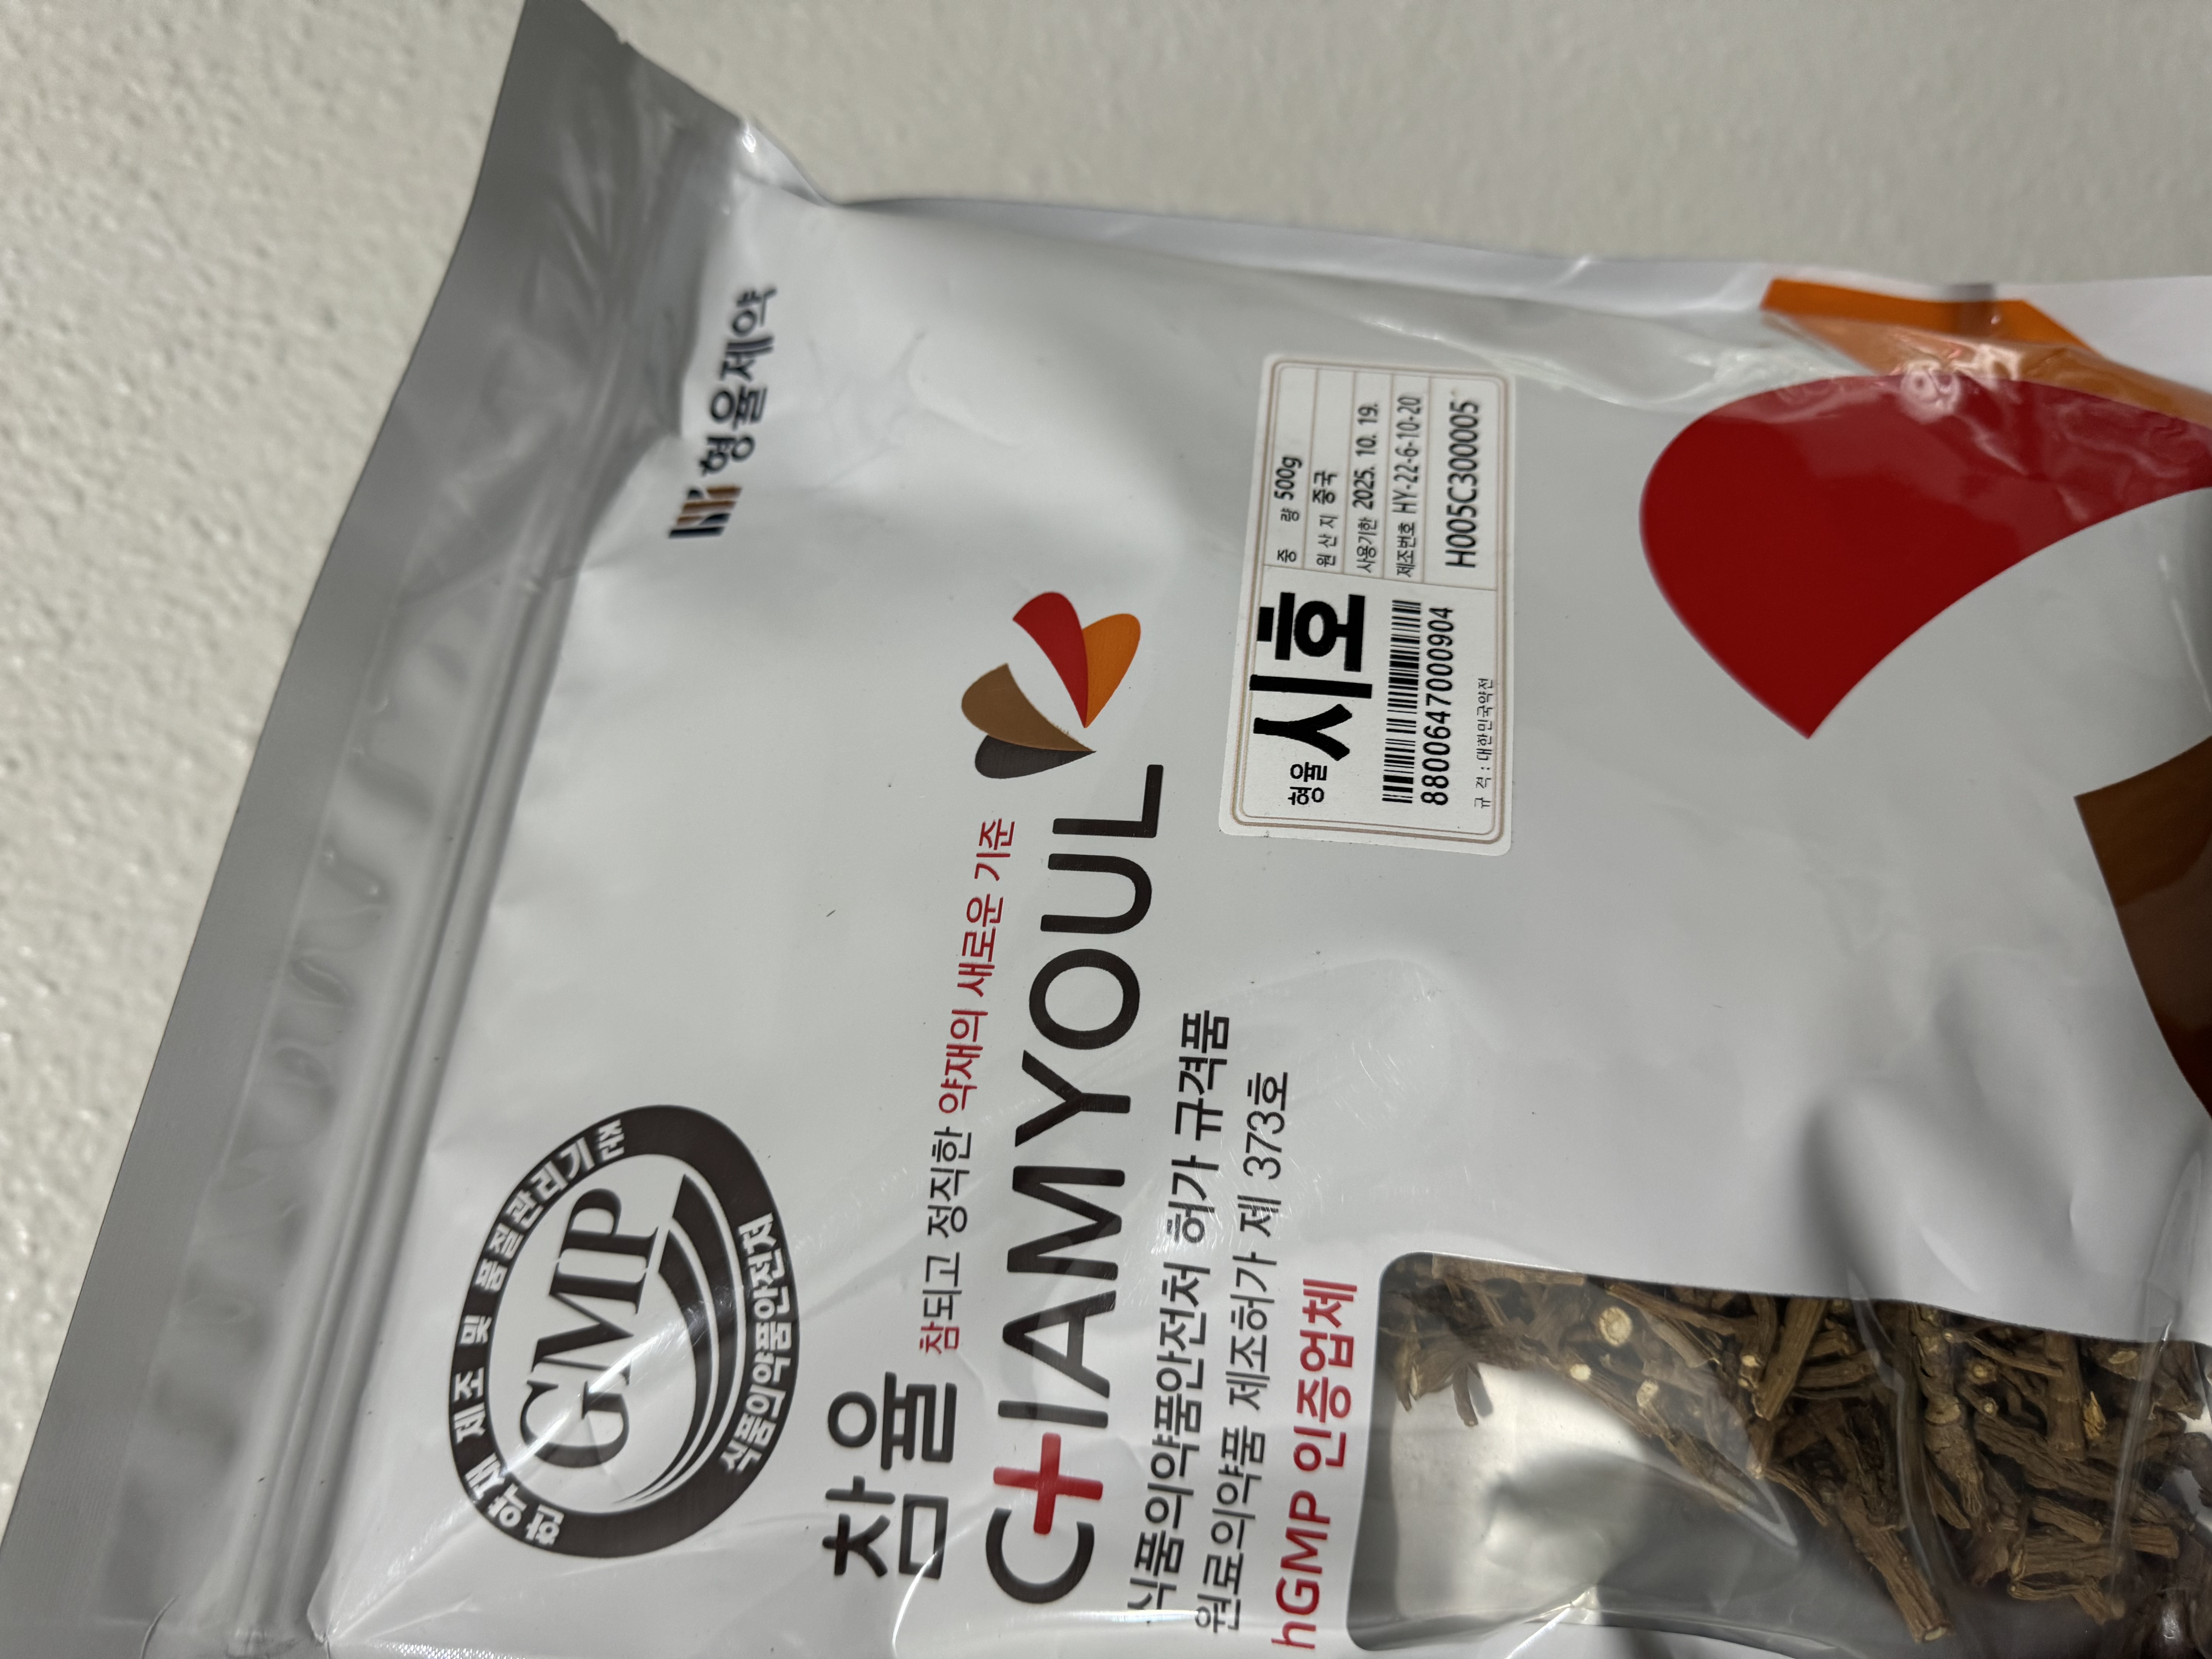 형울제약
한약재 제조 및 품질관리기준
GMP
식품의약품안전처
참울 참되고 정직한 약재의 새로운 기준
CHAMYOUL
식품의약품안전처 허가 규격품
원료의약품 제조허가 제 373호
hGMP 인증업체
형울 시호
8800647000904
규 격 : 대한민국약전
중 량 500g
원 산 지 중국
사용기한 2025. 10. 19.
제조번호 HY-22-6-10-20
H005C300005